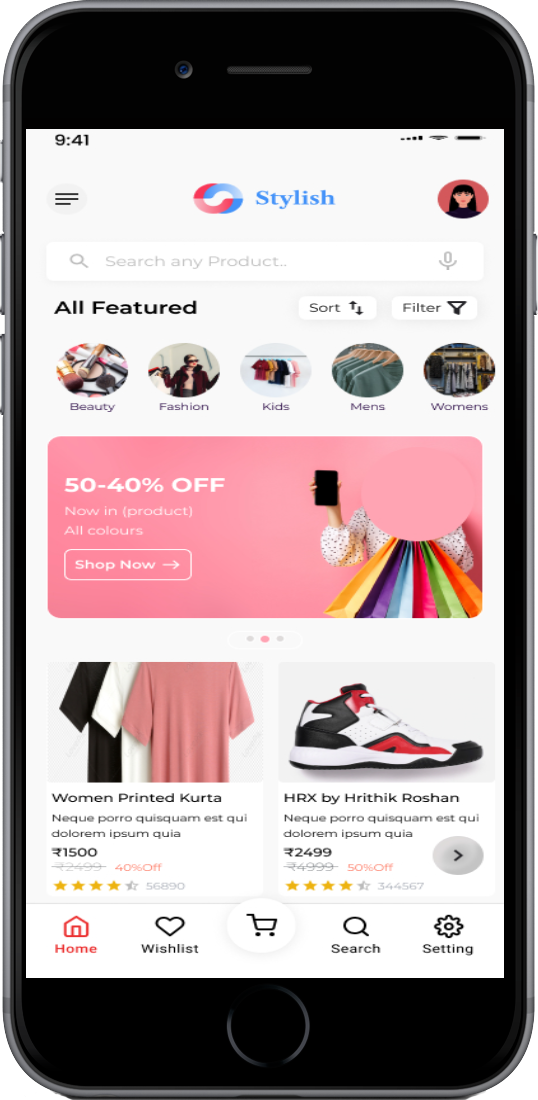 9:41
Stylish
Search any Product..
All Featured
Sort
Filter
Beauty
Fashion
Kids
Mens
Womens
50-40% OFF
Now in (product)
All colours
Shop Now
Women Printed Kurta
Neque porro quisquam est qui
dolorem ipsum quia
₹1500
₹2499 40%Off
56890
HRX by Hrithik Roshan
Neque porro quisquam est qui
dolorem ipsum quia
₹2499
₹4999 50%Off
344567
Home
Wishlist
Search
Setting